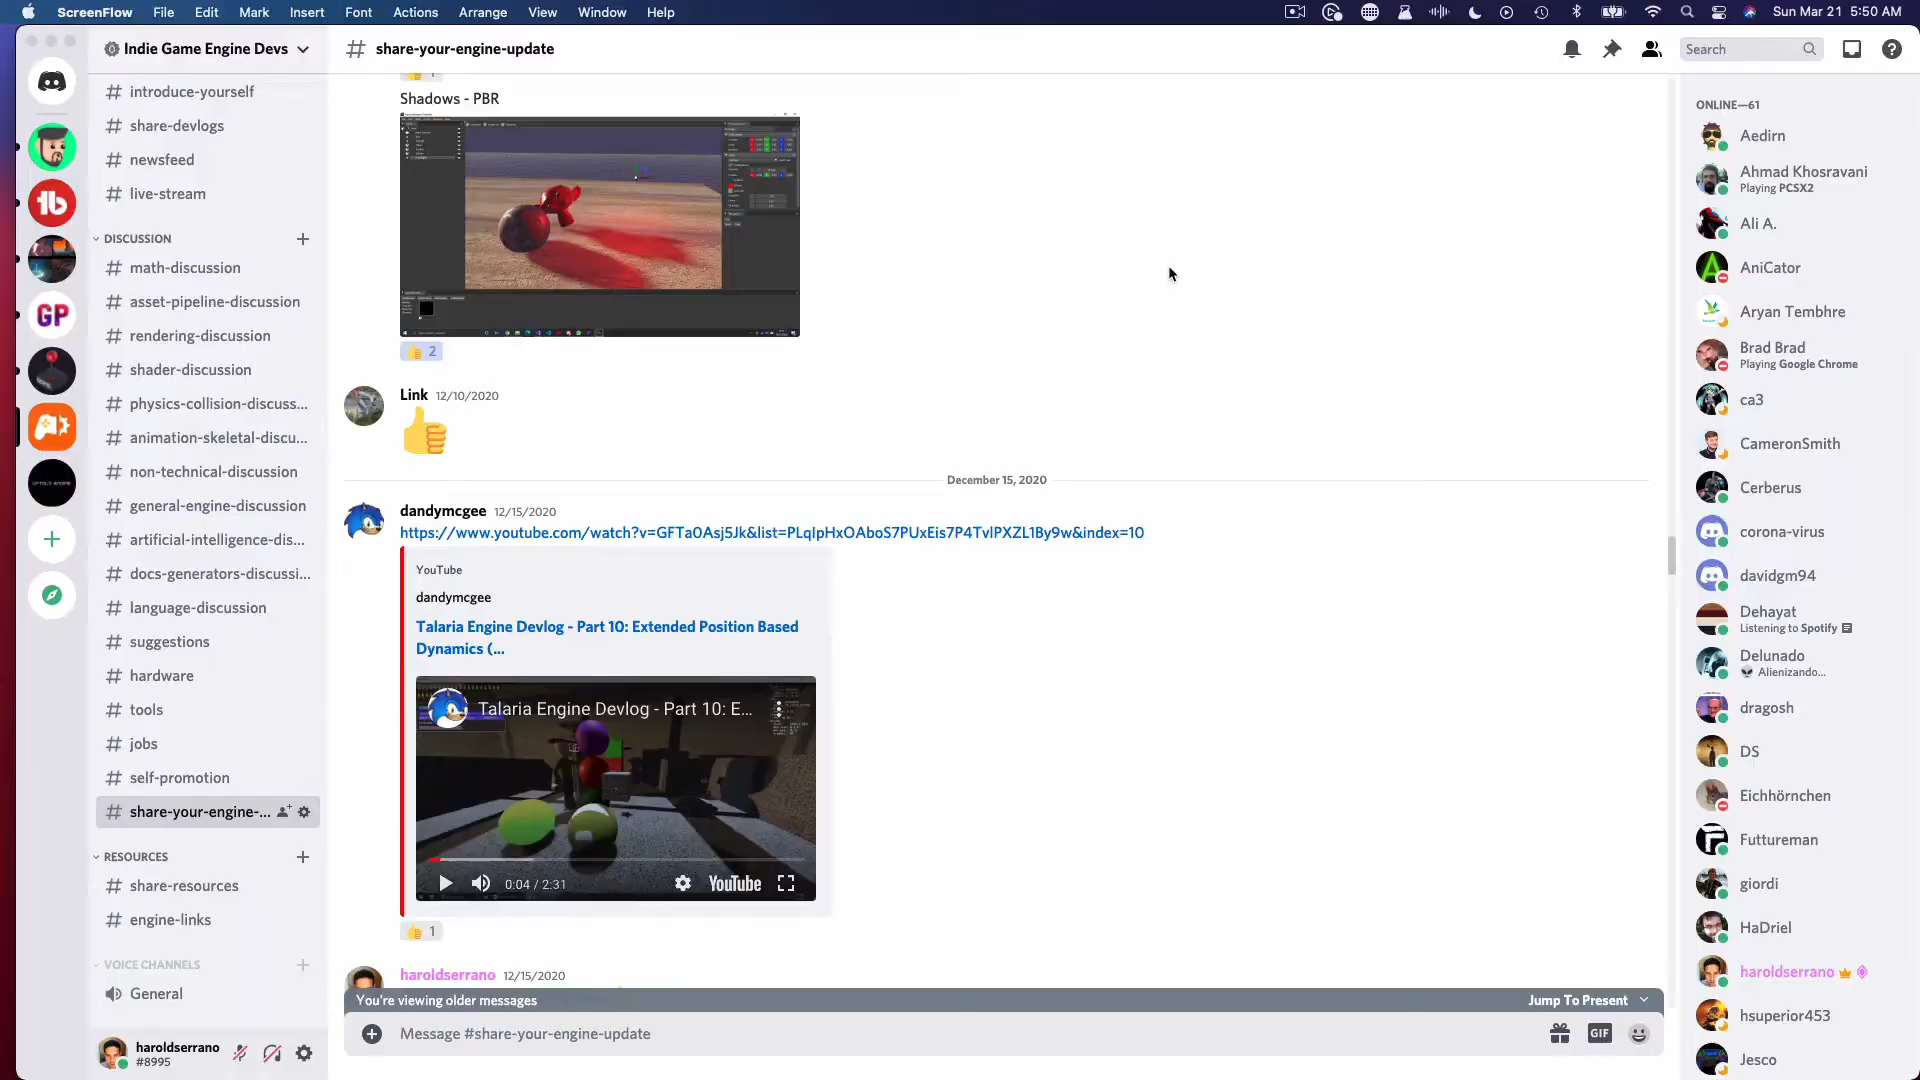 ScreenFlow File Edit Mark Insert Font Actions Arrange View Window Help
Sun Mar 21 5:50 AM
Indie Game Engine Devs
# share-your-engine-update
Search
# introduce-yourself
# share-devlogs
# newsfeed
# live-stream
DISCUSSION
# math-discussion
# asset-pipeline-discussion
# rendering-discussion
# shader-discussion
# physics-collision-discuss...
# animation-skeletal-discu...
# non-technical-discussion
# general-engine-discussion
# artificial-intelligence-dis...
# docs-generators-discussi...
# language-discussion
# suggestions
# hardware
# tools
# jobs
# self-promotion
# share-your-engine-...
RESOURCES
# share-resources
# engine-links
VOICE CHANNELS
General
haroldserrano
#8995
GP
Shadows - PBR
2
Link 12/10/2020
December 15, 2020
dandymcgee 12/15/2020
https://www.youtube.com/watch?v=GFTa0Asj5Jk&list=PLqIpHxOAboS7PUxEis7P4TvlPXZL1By9w&index=10
YouTube
dandymcgee
Talaria Engine Devlog - Part 10: Extended Position Based
Dynamics (...
Talaria Engine Devlog - Part 10: E...
0:04 / 2:31
YouTube
1
haroldserrano 12/15/2020
You're viewing older messages
Jump To Present
Message #share-your-engine-update
GIF
ONLINE—61
Aedirn
Ahmad Khosravani
Playing PCSX2
Ali A.
AniCator
Aryan Tembhre
Brad Brad
Playing Google Chrome
ca3
CameronSmith
Cerberus
corona-virus
davidgm94
Dehayat
Listening to Spotify
Delunado
Alienizando...
dragosh
DS
Eichhörnchen
Outtureman
giordi
HaDriel
haroldserrano
hsuperior453
Jesco